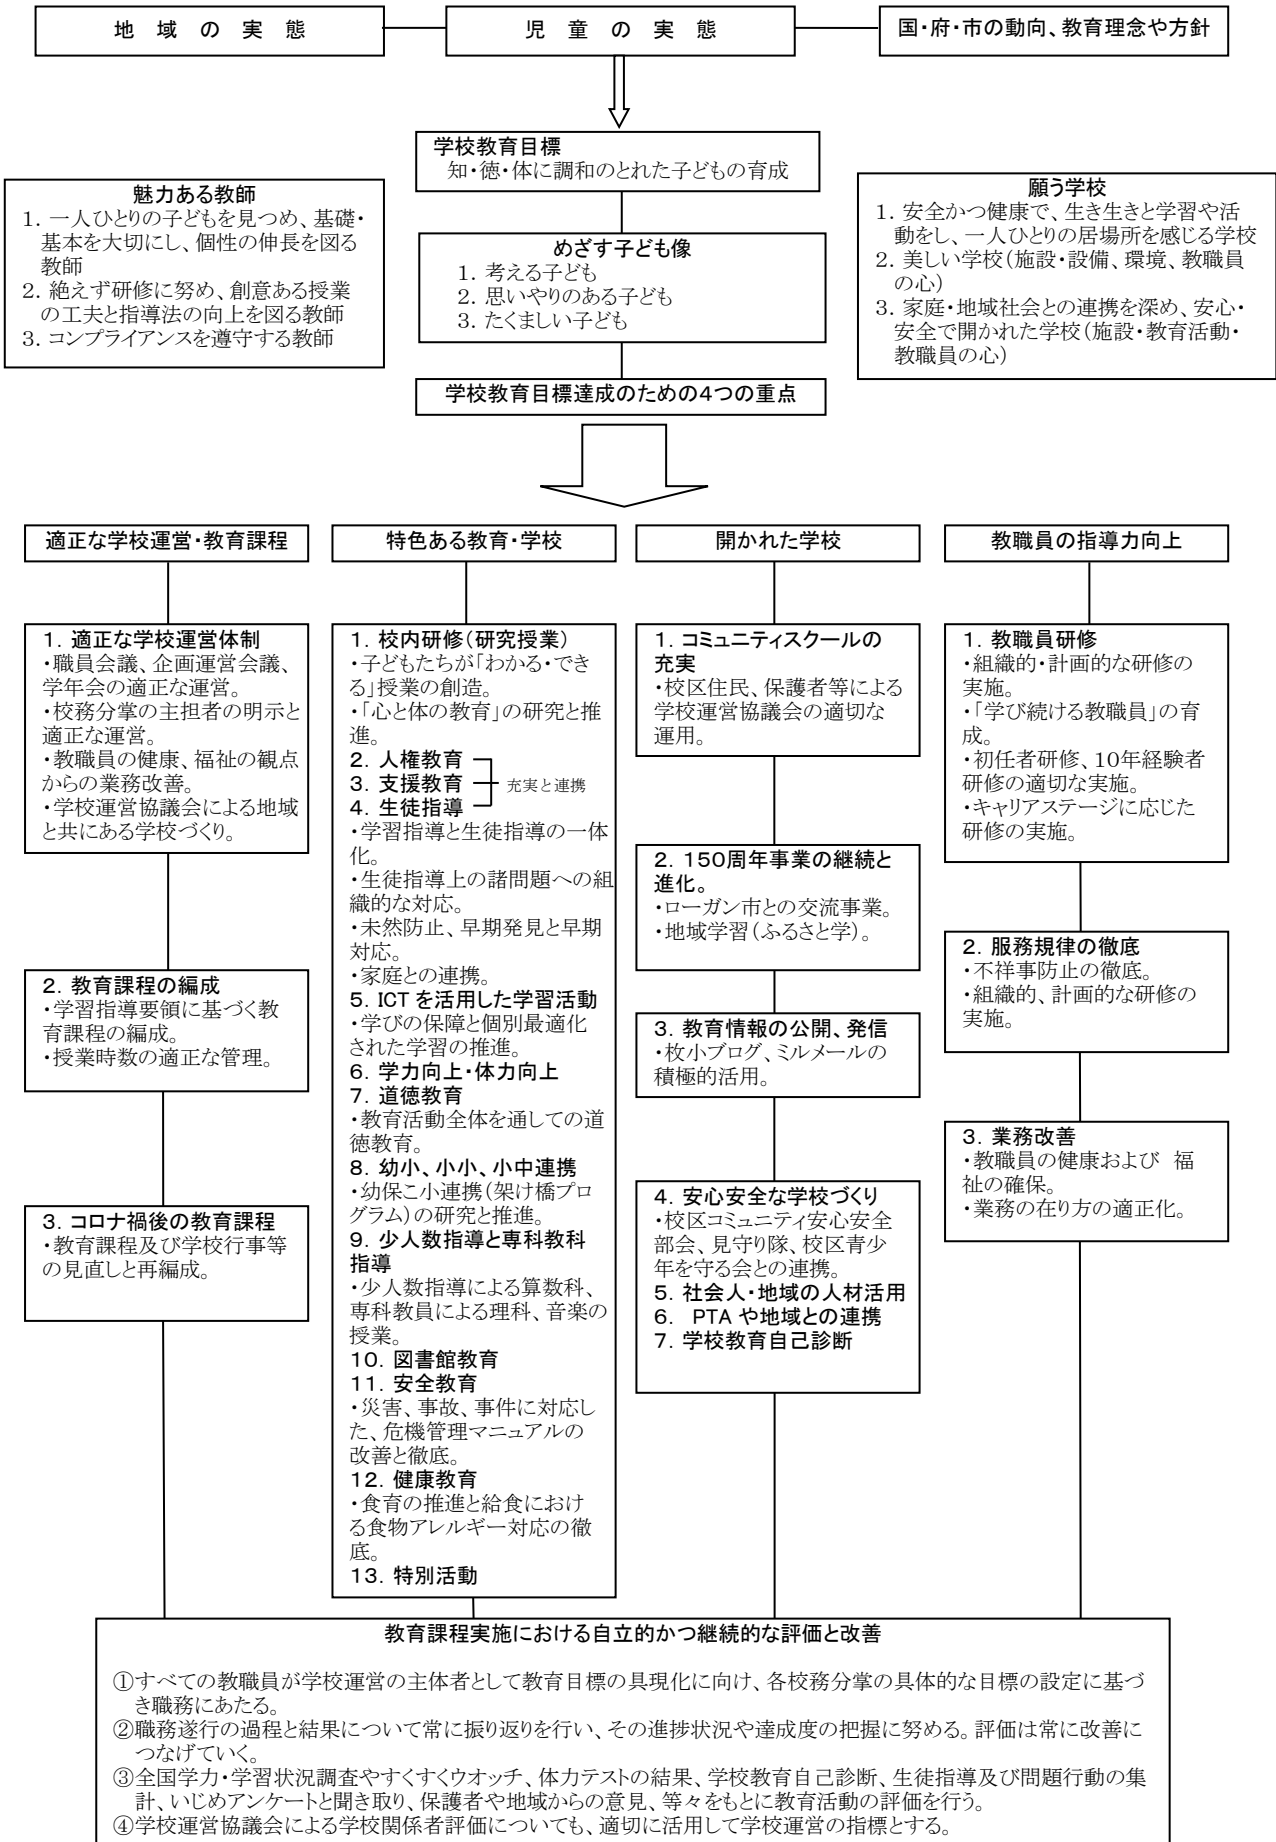 地 域 の 実 態
児 童 の 実 態
国・府・市の動向、教育理念や方針
学校教育目標
知・徳・体に調和のとれた子どもの育成
魅力ある教師
1. 一人ひとりの子どもを見つめ、基礎・
基本を大切にし、個性の伸長を図る
教師
2. 絶えず研修に努め、創意ある授業
の工夫と指導法の向上を図る教師
3. コンプライアンスを遵守する教師
めざす子ども像
1. 考える子ども
2. 思いやりのある子ども
3. たくましい子ども
願う学校
1. 安全かつ健康で、生き生きと学習や活
動をし、一人ひとりの居場所を感じる学校
2. 美しい学校(施設・設備、環境、教職員
の心)
3. 家庭・地域社会との連携を深め、安心・
安全で開かれた学校(施設・教育活動・
教職員の心)
学校教育目標達成のための4つの重点
適正な学校運営・教育課程
1. 適正な学校運営体制
・職員会議、企画運営会議、
学年会の適正な運営。
・校務分掌の主担者の明示と
適正な運営。
・教職員の健康、福祉の観点
からの業務改善。
・学校運営協議会による地域
と共にある学校づくり。
2. 教育課程の編成
・学習指導要領に基づく教
育課程の編成。
・授業時数の適正な管理。
3. コロナ禍後の教育課程
・教育課程及び学校行事等
の見直しと再編成。
特色ある教育・学校
1. 校内研修(研究授業)
・子どもたちが「わかる・でき
る」授業の創造。
・「心と体の教育」の研究と推
進。
2. 人権教育
3. 支援教育 充実と連携
4. 生徒指導
・学習指導と生徒指導の一体
化。
・生徒指導上の諸問題への組
織的な対応。
・未然防止、早期発見と早期
対応。
・家庭との連携。
5. ICT を活用した学習活動
・学びの保障と個別最適化
された学習の推進。
6. 学力向上・体力向上
7. 道徳教育
・教育活動全体を通しての道
徳教育。
8. 幼小、小小、小中連携
・幼保こ小連携(架け橋プロ
グラム)の研究と推進。
9. 少人数指導と専科教科
指導
・少人数指導による算数科、
専科教員による理科、音楽の
授業。
10. 図書館教育
11. 安全教育
・災害、事故、事件に対応し
た、危機管理マニュアルの
改善と徹底。
12. 健康教育
・食育の推進と給食におけ
る食物アレルギー対応の徹
底。
13. 特別活動
開かれた学校
1. コミュニティスクールの
充実
・校区住民、保護者等による
学校運営協議会の適切な
運用。
2. 150周年事業の継続と
進化。
・ローガン市との交流事業。
・地域学習(ふるさと学)。
3. 教育情報の公開、発信
・枚小ブログ、ミルメールの
積極的活用。
4. 安心安全な学校づくり
・校区コミュニティ安心安全
部会、見守り隊、校区青少
年を守る会との連携。
5. 社会人・地域の人材活用
6. PTA や地域との連携
7. 学校教育自己診断
教職員の指導力向上
1. 教職員研修
・組織的・計画的な研修の
実施。
・「学び続ける教職員」の育
成。
・初任者研修、10年経験者
研修の適切な実施。
・キャリアステージに応じた
研修の実施。
2. 服務規律の徹底
・不祥事防止の徹底。
・組織的、計画的な研修の
実施。
3. 業務改善
・教職員の健康および 福
祉の確保。
・業務の在り方の適正化。
教育課程実施における自立的かつ継続的な評価と改善
①すべての教職員が学校運営の主体者として教育目標の具現化に向け、各校務分掌の具体的な目標の設定に基づ
き職務にあたる。
②職務遂行の過程と結果について常に振り返りを行い、その進捗状況や達成度の把握に努める。評価は常に改善に
つなげていく。
③全国学力・学習状況調査やすくすくウオッチ、体力テストの結果、学校教育自己診断、生徒指導及び問題行動の集
計、いじめアンケートと聞き取り、保護者や地域からの意見、等々をもとに教育活動の評価を行う。
④学校運営協議会による学校関係者評価についても、適切に活用して学校運営の指標とする。